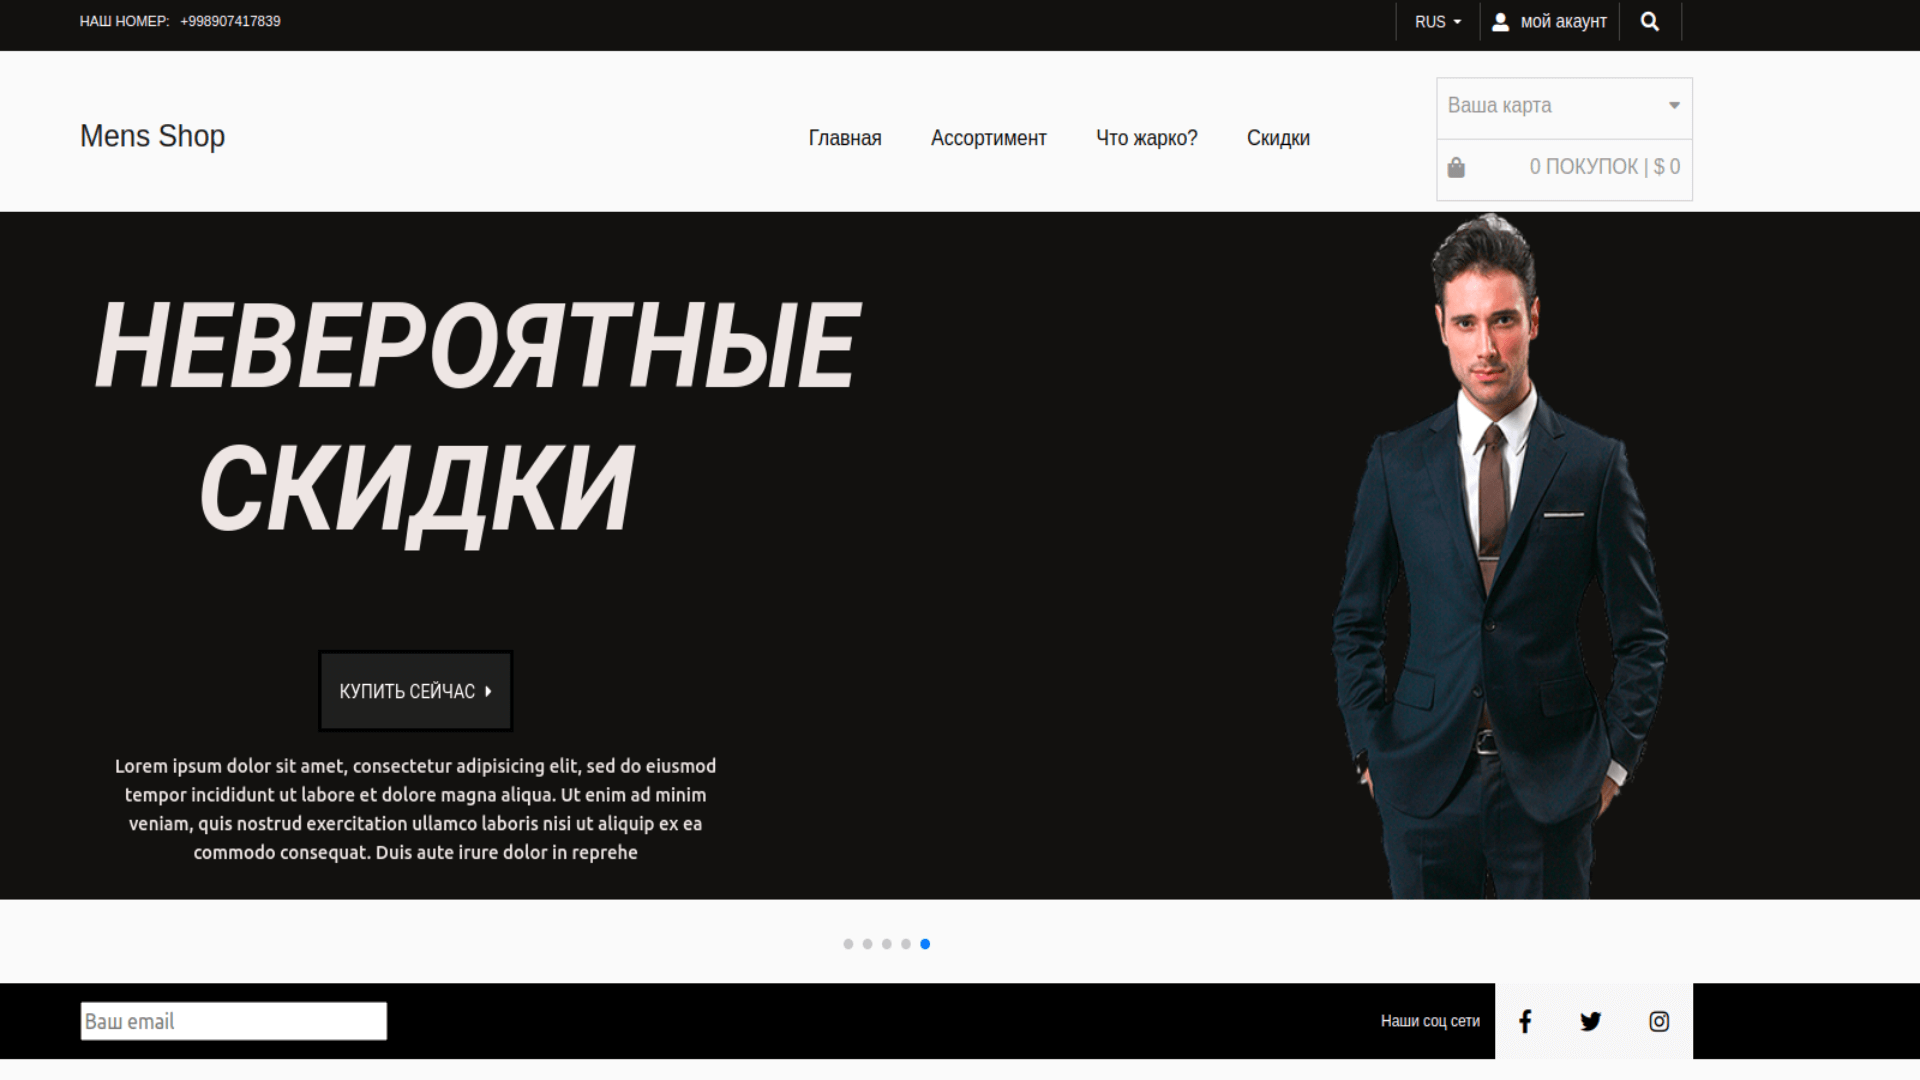 НАШ НОМЕР: +998907417839
RUS
мой акаунт
Mens Shop
Главная
Ассортимент
Что жарко?
Скидки
Ваша карта
0 ПОКУПОК | $ 0
НЕВЕРОЯТНЫЕ
СКИДКИ
КУПИТЬ СЕЙЧАС
Lorem ipsum dolor sit amet, consectetur adipisicing elit, sed do eiusmod
tempor incididunt ut labore et dolore magna aliqua. Ut enim ad minim
veniam, quis nostrud exercitation ullamco laboris nisi ut aliquip ex ea
commodo consequat. Duis aute irure dolor in reprehe
Ваш email
Наши соц сети